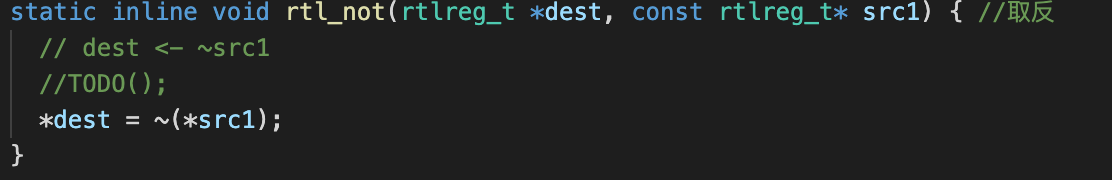 static inline void rtl_not(rtlreg_t *dest, const rtlreg_t* src1) { //取反
  // dest <- ~src1
  //TODO();
  *dest = ~(*src1);
}